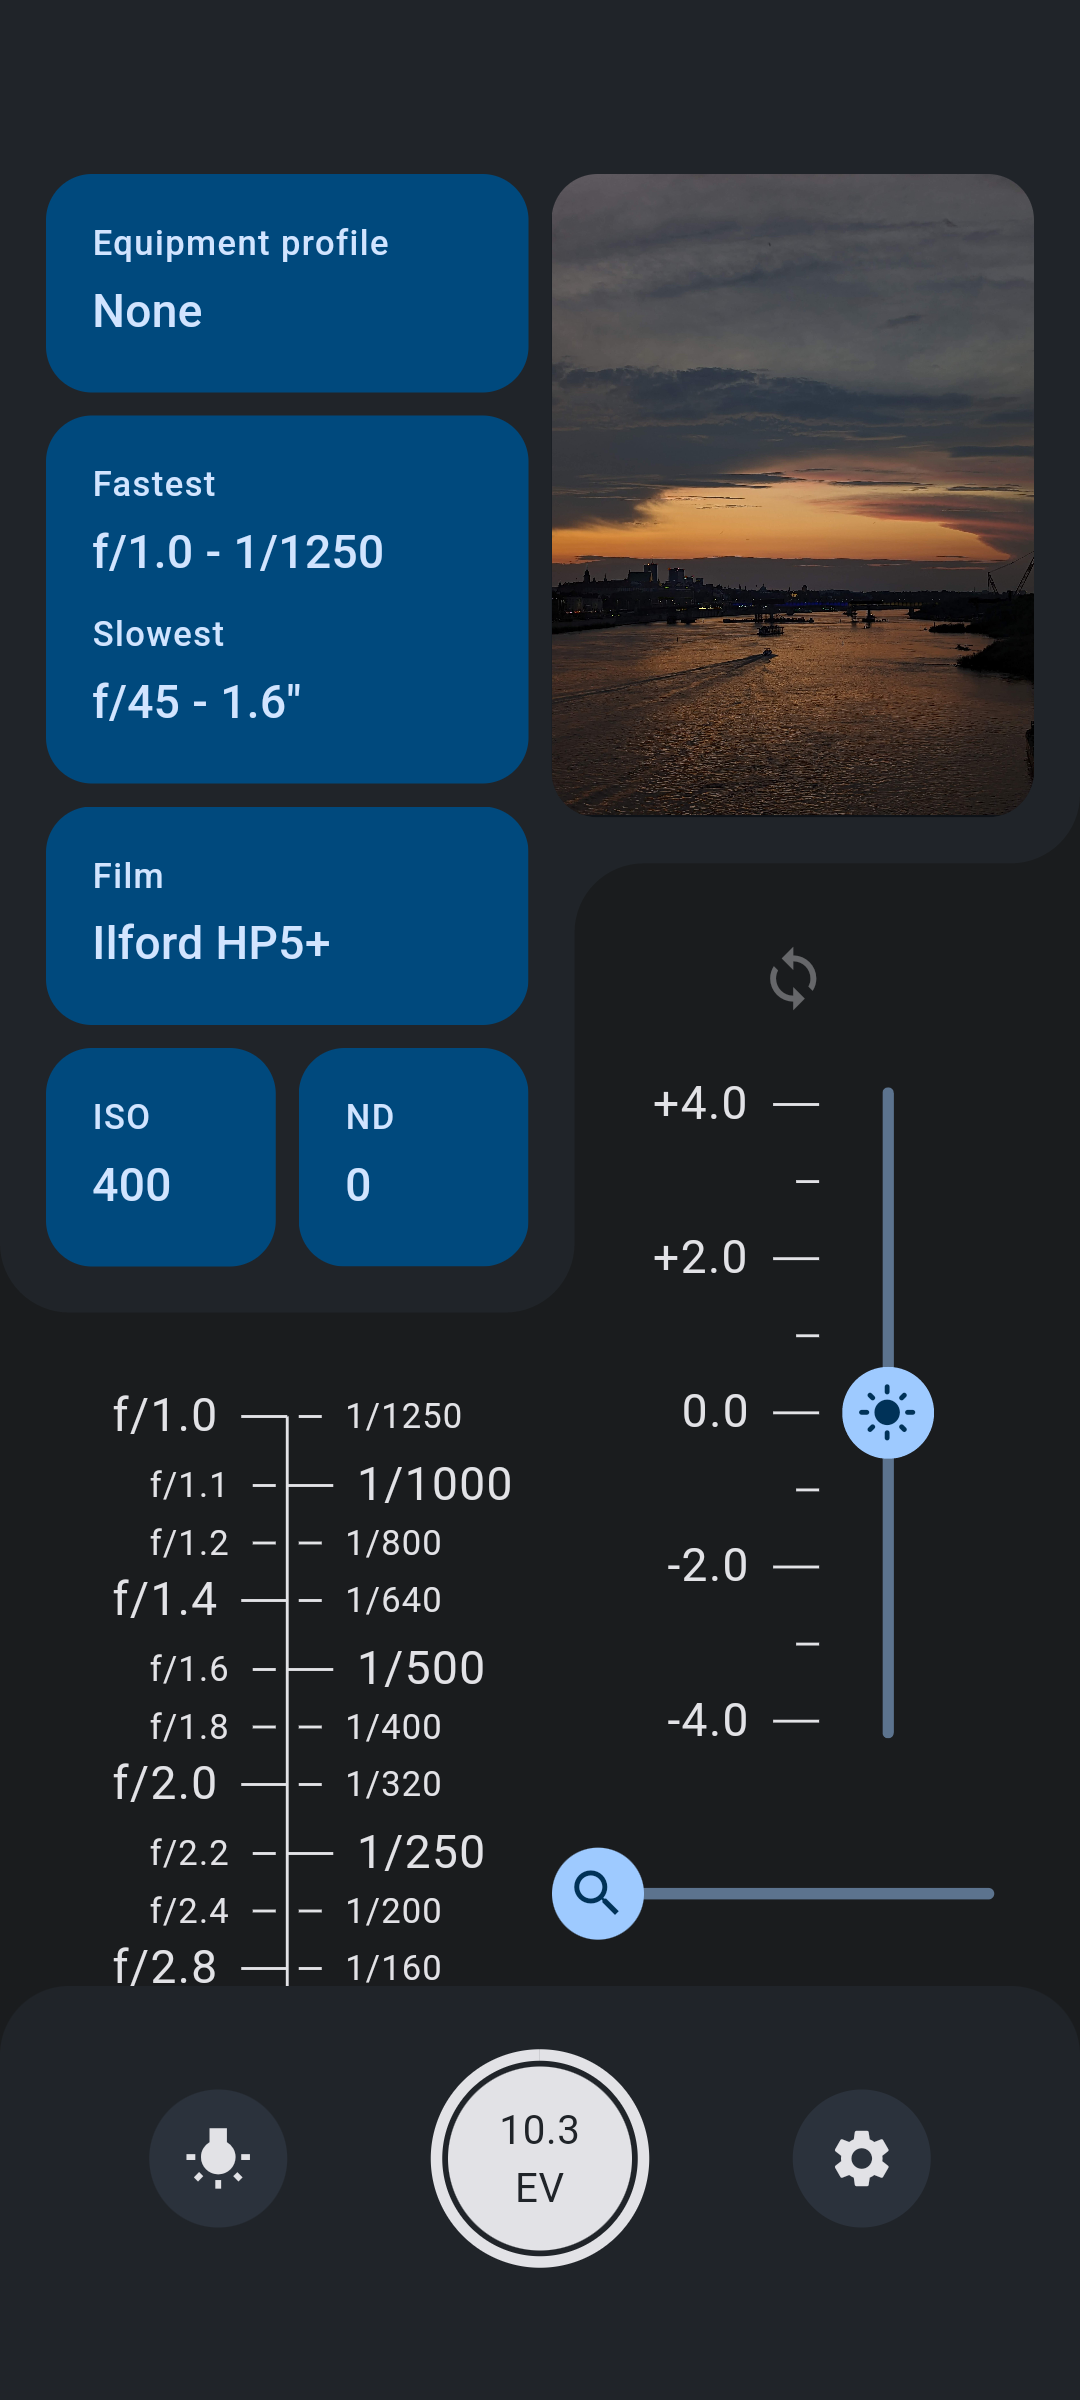 Equipment profile
None
Fastest
f/1.0 - 1/1250
Slowest
f/45 - 1.6"
Film
Ilford HP5+
ISO
400
ND
0
+4.0
+2.0
0.0
-2.0
-4.0
f/1.0 1/1250
f/1.1 1/1000
f/1.2 1/800
f/1.4 1/640
f/1.6 1/500
f/1.8 1/400
f/2.0 1/320
f/2.2 1/250
f/2.4 1/200
f/2.8 1/160
10.3
EV